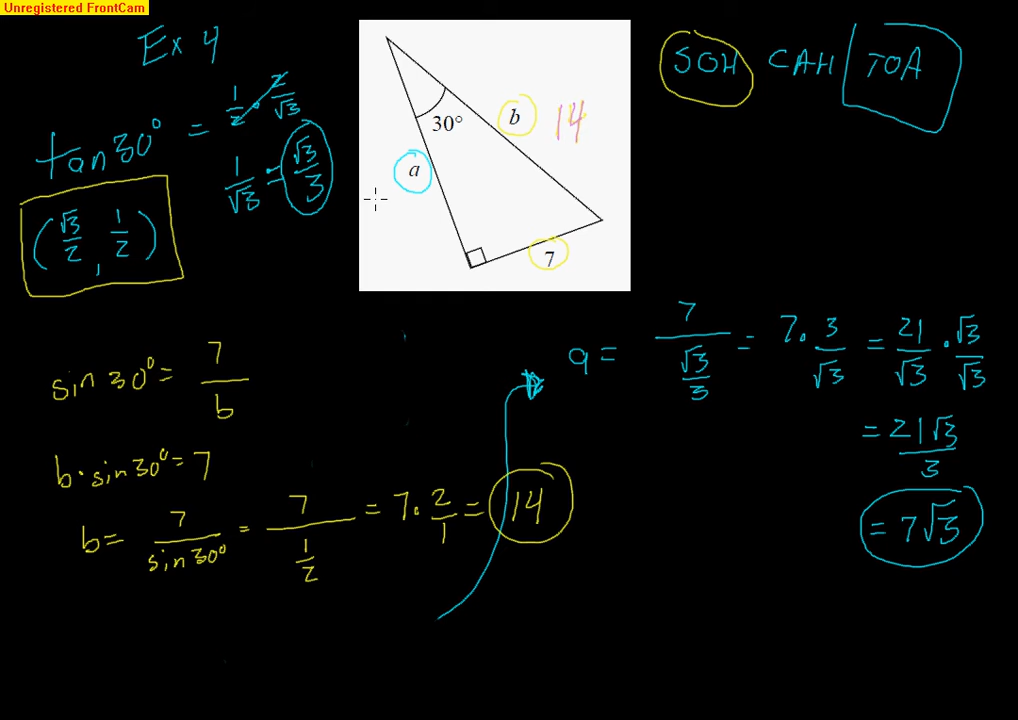 Unregistered FrontCam
Ex 4
SOH CAH TOA
tan 30° = 1/2 · 2/√3
1/√3 = √3/3
(√3/2, 1/2)
30°
a
b
14
7
sin 30° = 7/b
b · sin 30° = 7
b = 7/sin 30° = 7/(1/2) = 7 · 2/1 = 14
a = 7/(√3/3) = 7 · 3/√3 = 21/√3 · √3/√3
= 21√3/3
= 7√3